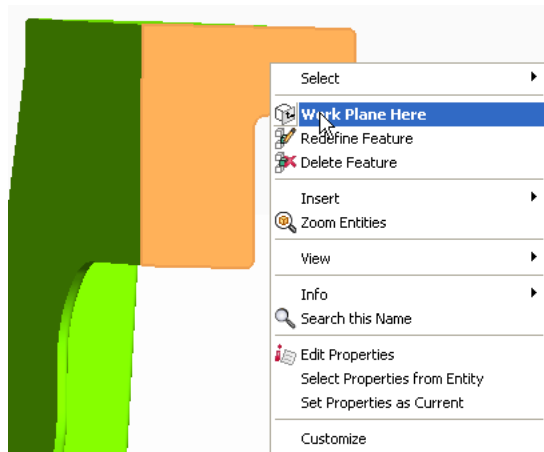 Select
Work Plane Here
Redefine Feature
Delete Feature
Insert
Zoom Entities
View
Info
Search this Name
Edit Properties
Select Properties from Entity
Set Properties as Current
Customize